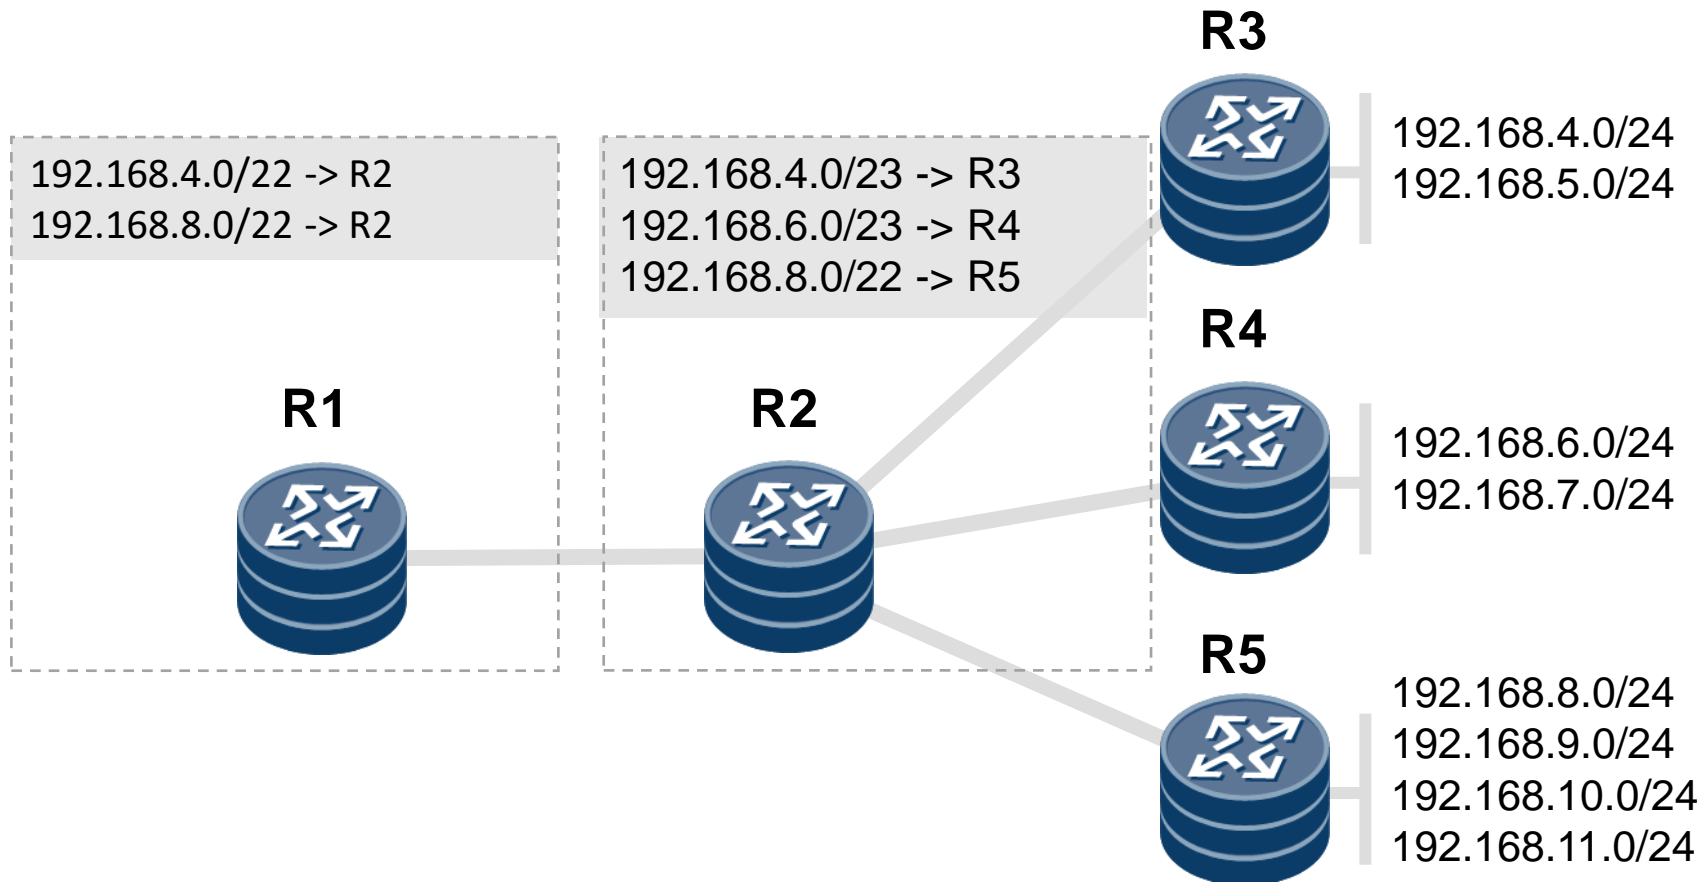 R3
192.168.4.0/24
192.168.5.0/24
192.168.4.0/22 -> R2
192.168.8.0/22 -> R2
192.168.4.0/23 -> R3
192.168.6.0/23 -> R4
192.168.8.0/22 -> R5
R4
R1
R2
192.168.6.0/24
192.168.7.0/24
R5
192.168.8.0/24
192.168.9.0/24
192.168.10.0/24
192.168.11.0/24